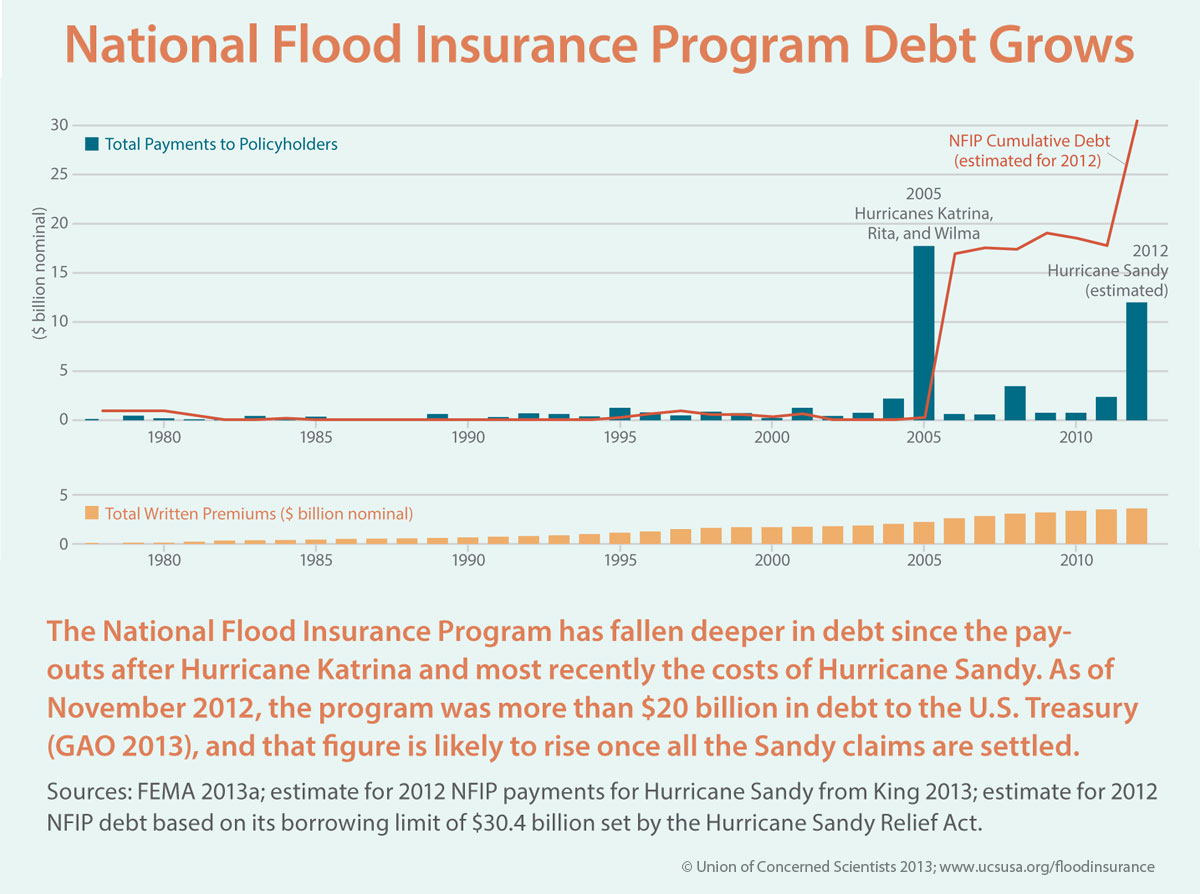 National Flood Insurance Program Debt Grows
30
Total Payments to Policyholders
NFIP Cumulative Debt
(estimated for 2012)
25
2005
Hurricanes Katrina,
Rita, and Wilma
20
2012
Hurricane Sandy
(estimated)
15
10
5
0
($ billion nominal)
1980 1985 1990 1995 2000 2005 2010
5
Total Written Premiums ($ billion nominal)
0
1980 1985 1990 1995 2000 2005 2010
The National Flood Insurance Program has fallen deeper in debt since the pay-
outs after Hurricane Katrina and most recently the costs of Hurricane Sandy. As of
November 2012, the program was more than $20 billion in debt to the U.S. Treasury
(GAO 2013), and that figure is likely to rise once all the Sandy claims are settled.
Sources: FEMA 2013a; estimate for 2012 NFIP payments for Hurricane Sandy from King 2013; estimate for 2012
NFIP debt based on its borrowing limit of $30.4 billion set by the Hurricane Sandy Relief Act.
© Union of Concerned Scientists 2013; www.ucsusa.org/floodinsurance